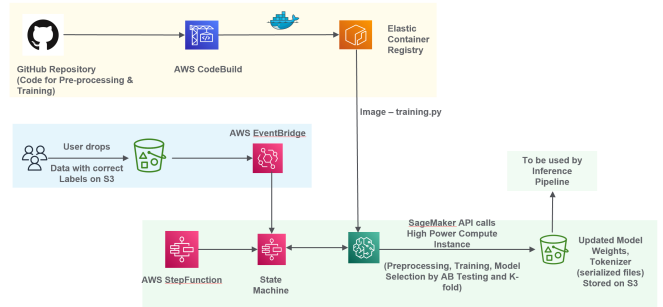 GitHub Repository
(Code for Pre-processing &
Training)
AWS CodeBuild
Elastic
Container
Registry
Image – training.py
AWS EventBridge
User drops
Data with correct
Labels on S3
To be used by
Inference
Pipeline
SageMaker API calls
High Power Compute
Instance
(Preprocessing, Training, Model
Selection by AB Testing and K-
fold)
AWS StepFunction
State
Machine
Updated Model
Weights,
Tokenizer
(serialized files)
Stored on S3